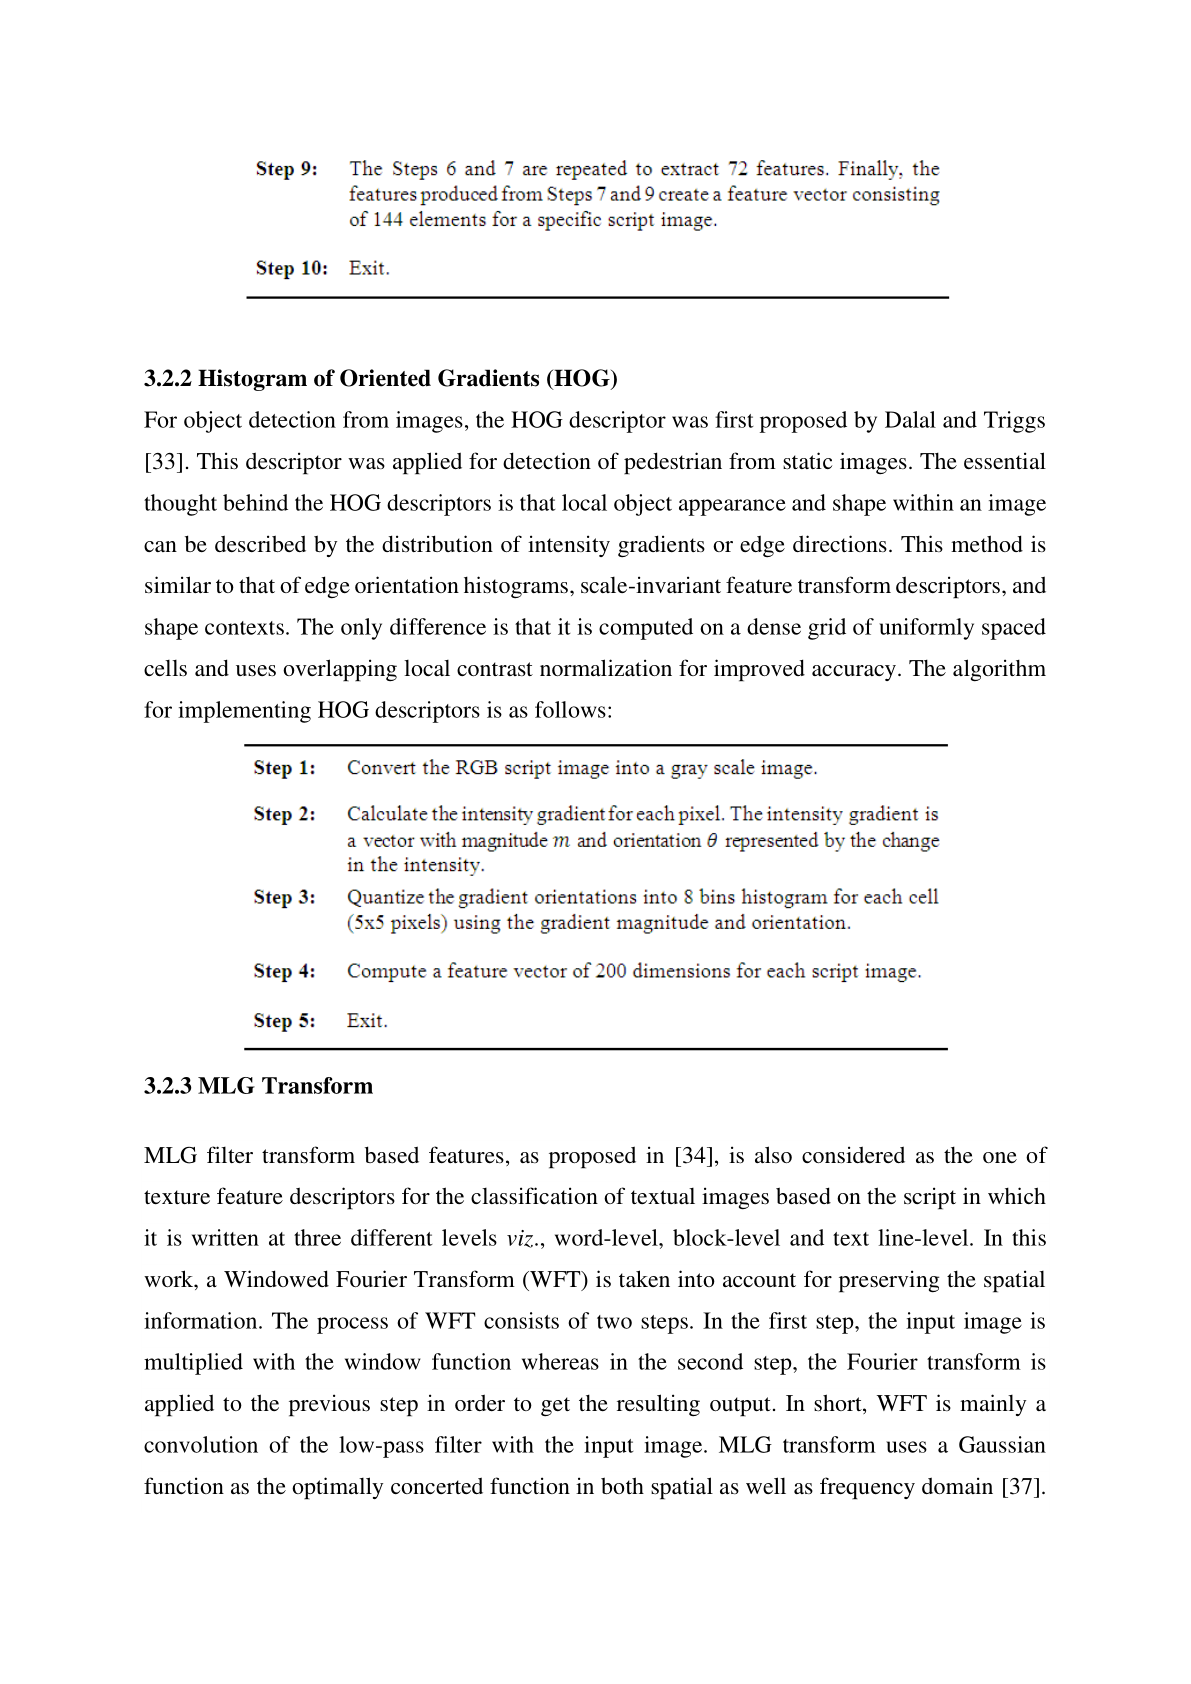 Step 9: The Steps 6 and 7 are repeated to extract 72 features. Finally, the
features produced from Steps 7 and 9 create a feature vector consisting
of 144 elements for a specific script image.
Step 10: Exit.
3.2.2 Histogram of Oriented Gradients (HOG)
For object detection from images, the HOG descriptor was first proposed by Dalal and Triggs
[33]. This descriptor was applied for detection of pedestrian from static images. The essential
thought behind the HOG descriptors is that local object appearance and shape within an image
can be described by the distribution of intensity gradients or edge directions. This method is
similar to that of edge orientation histograms, scale-invariant feature transform descriptors, and
shape contexts. The only difference is that it is computed on a dense grid of uniformly spaced
cells and uses overlapping local contrast normalization for improved accuracy. The algorithm
for implementing HOG descriptors is as follows:
Step 1: Convert the RGB script image into a gray scale image.
Step 2: Calculate the intensity gradient for each pixel. The intensity gradient is
a vector with magnitude m and orientation θ represented by the change
in the intensity.
Step 3: Quantize the gradient orientations into 8 bins histogram for each cell
(5x5 pixels) using the gradient magnitude and orientation.
Step 4: Compute a feature vector of 200 dimensions for each script image.
Step 5: Exit.
3.2.3 MLG Transform
MLG filter transform based features, as proposed in [34], is also considered as the one of
texture feature descriptors for the classification of textual images based on the script in which
it is written at three different levels viz., word-level, block-level and text line-level. In this
work, a Windowed Fourier Transform (WFT) is taken into account for preserving the spatial
information. The process of WFT consists of two steps. In the first step, the input image is
multiplied with the window function whereas in the second step, the Fourier transform is
applied to the previous step in order to get the resulting output. In short, WFT is mainly a
convolution of the low-pass filter with the input image. MLG transform uses a Gaussian
function as the optimally concerted function in both spatial as well as frequency domain [37].